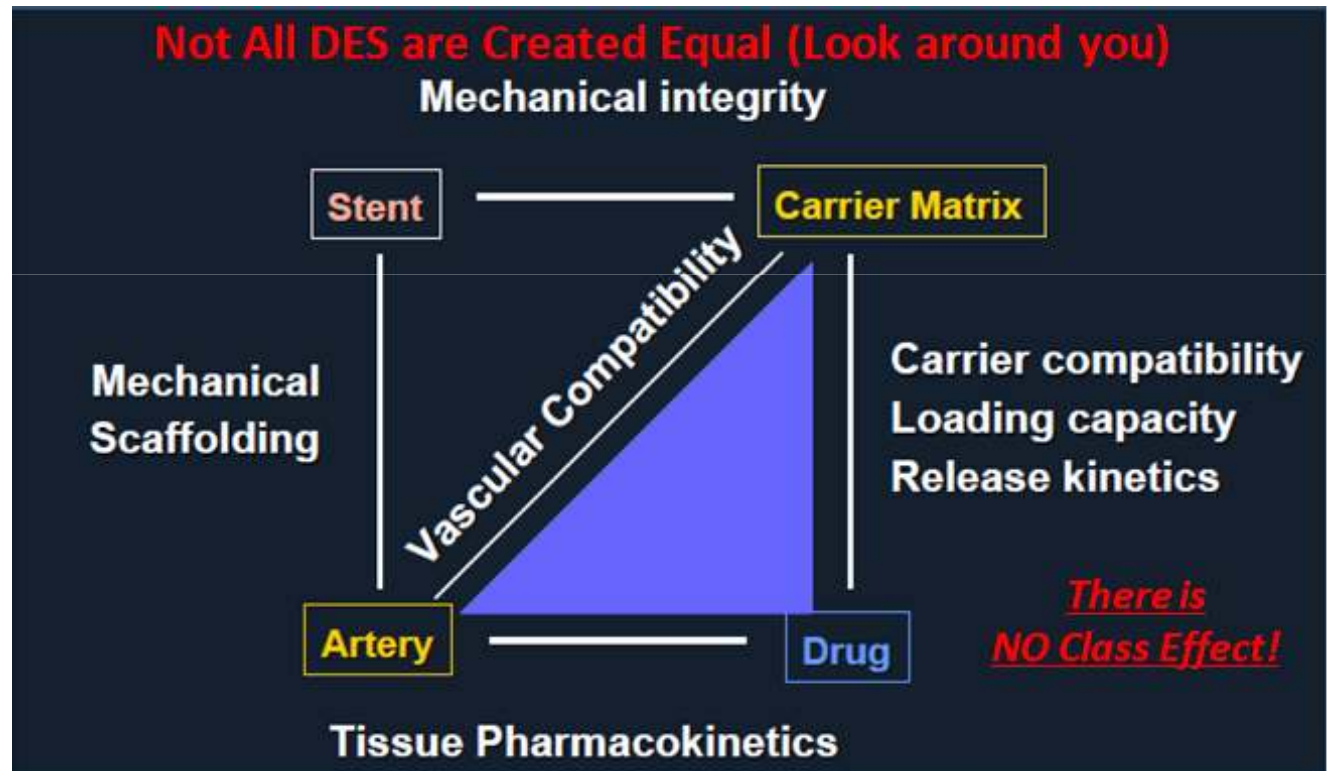 Not All DES are Created Equal (Look around you)
Mechanical integrity
Stent
Carrier Matrix
Vascular Compatibility
Mechanical
Scaffolding
Carrier compatibility
Loading capacity
Release kinetics
There is
NO Class Effect!
Artery
Drug
Tissue Pharmacokinetics